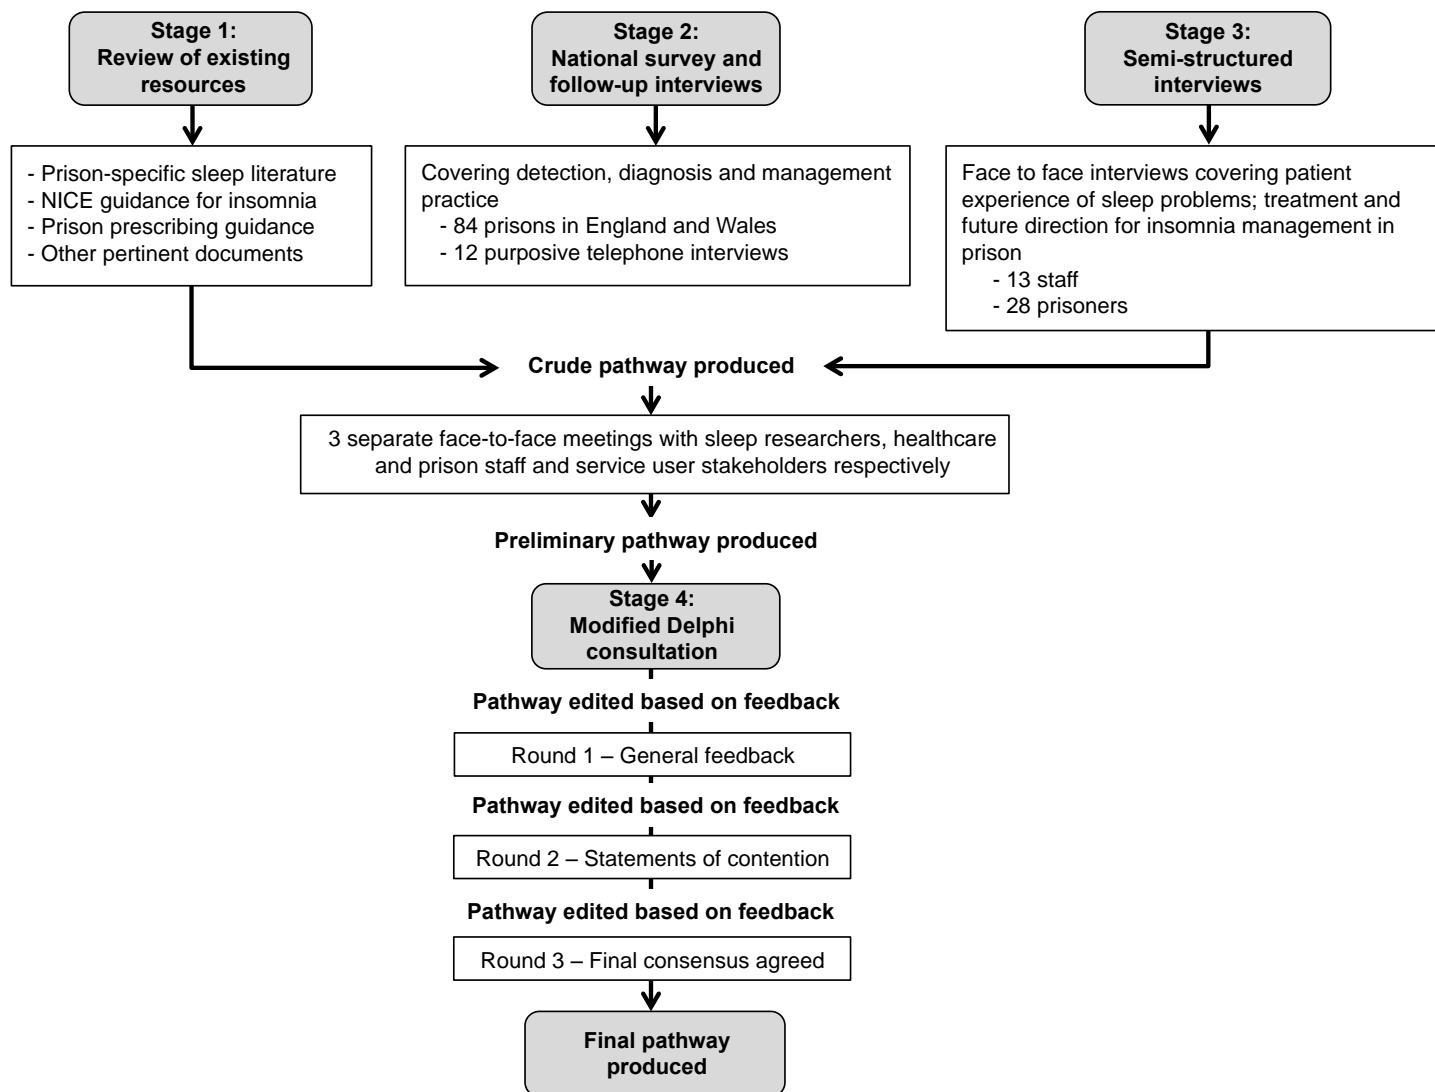 Stage 1:
Review of existing
resources
Stage 2:
National survey and
follow-up interviews
Stage 3:
Semi-structured
interviews
- Prison-specific sleep literature
- NICE guidance for insomnia
- Prison prescribing guidance
- Other pertinent documents
Covering detection, diagnosis and management
practice
- 84 prisons in England and Wales
- 12 purposive telephone interviews
Face to face interviews covering patient
experience of sleep problems; treatment and
future direction for insomnia management in
prison
- 13 staff
- 28 prisoners
Crude pathway produced
3 separate face-to-face meetings with sleep researchers, healthcare
and prison staff and service user stakeholders respectively
Preliminary pathway produced
Stage 4:
Modified Delphi
consultation
Pathway edited based on feedback
Round 1 – General feedback
Pathway edited based on feedback
Round 2 – Statements of contention
Pathway edited based on feedback
Round 3 – Final consensus agreed
Final pathway
produced